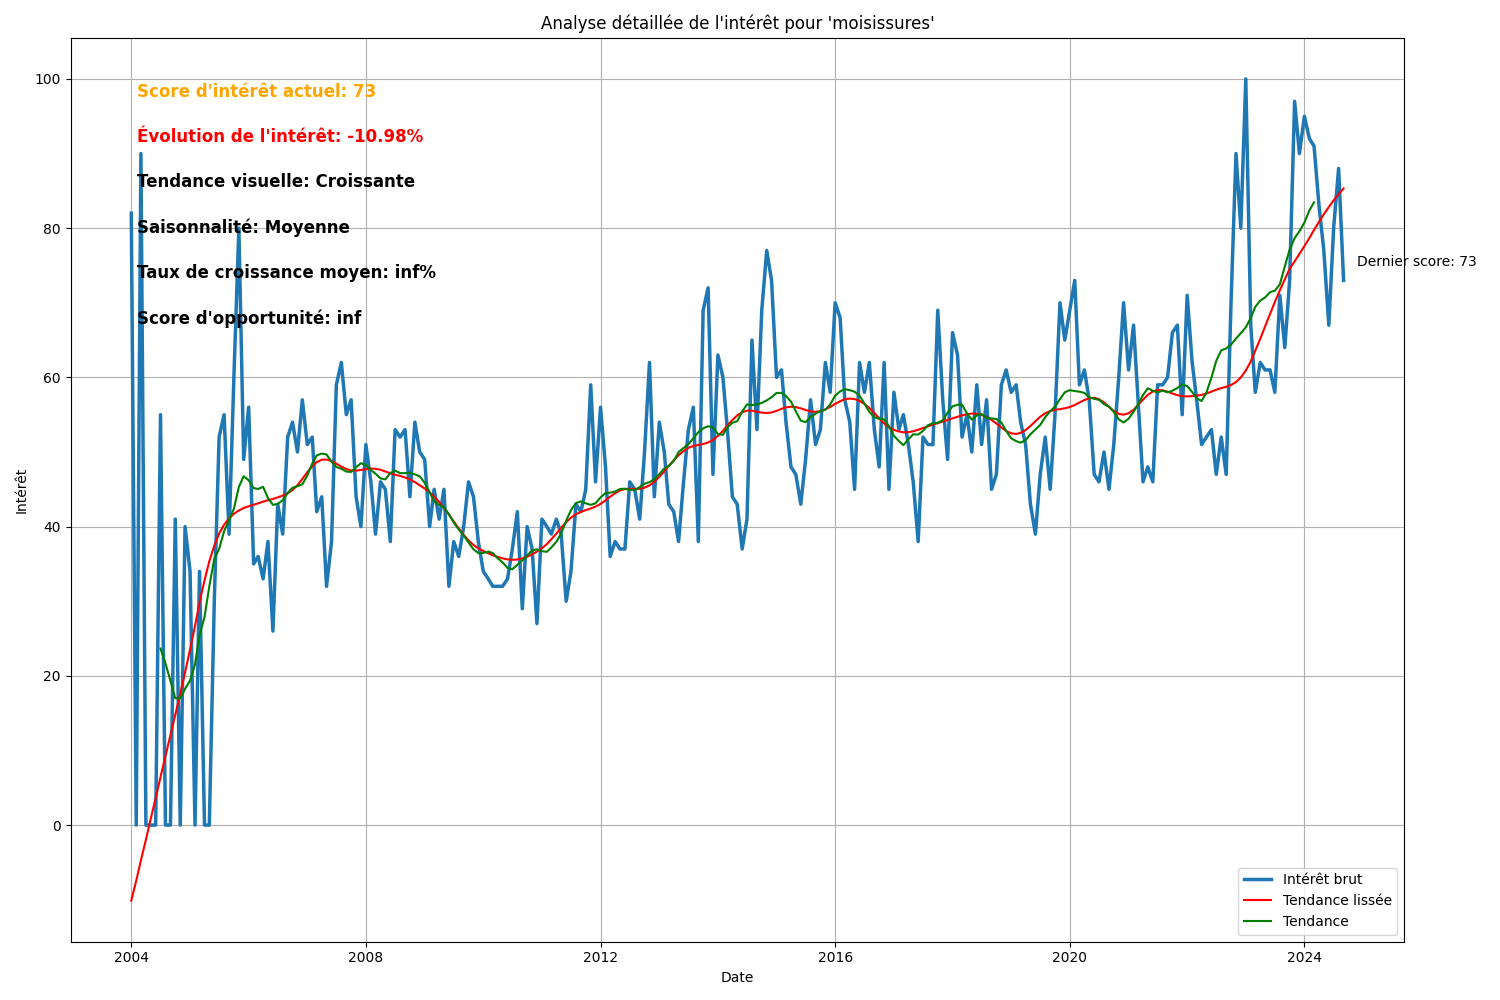 Analyse détaillée de l'intérêt pour 'moisissures'
100
80
60
40
20
0
Intérêt
Score d'intérêt actuel: 73
Évolution de l'intérêt: -10.98%
Tendance visuelle: Croissante
Saisonnalité: Moyenne
Taux de croissance moyen: inf%
Score d'opportunité: inf
Dernier score: 73
Intérêt brut
Tendance lissée
Tendance
2004 2008 2012 2016 2020 2024
Date